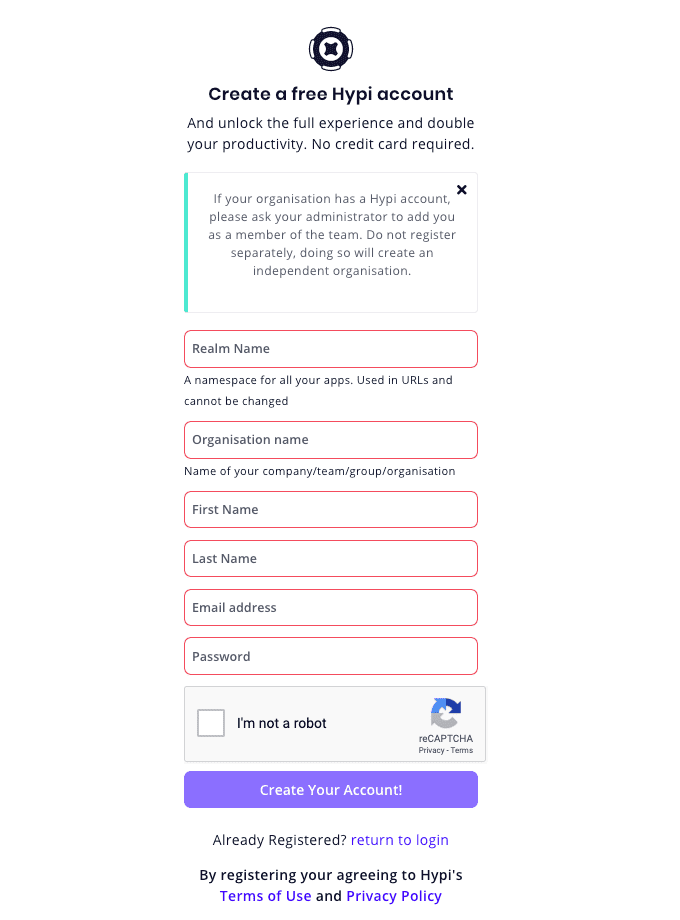 Create a free Hypi account
And unlock the full experience and double
your productivity. No credit card required.
If your organisation has a Hypi account,
please ask your administrator to add you
as a member of the team. Do not register
separately, doing so will create an
independent organisation.
Realm Name
A namespace for all your apps. Used in URLs and
cannot be changed
Organisation name
Name of your company/team/group/organisation
First Name
Last Name
Email address
Password
I'm not a robot
reCAPTCHA
Privacy - Terms
Create Your Account!
Already Registered? return to login
By registering your agreeing to Hypi's
Terms of Use and Privacy Policy